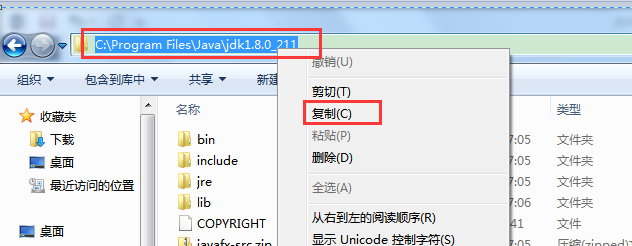 C:\Program Files\Java\jdk1.8.0_211
撤销(U)
组织
包含到库中
共享
剪切(T)
收藏夹
名称
类型
复制(C)
下载
bin
7:05
文件夹
粘贴(P)
桌面
include
7:05
文件夹
删除(D)
最近访问的位置
jre
7:05
文件夹
lib
7:06
文件夹
全选(A)
COPYRIGHT
41
文件
从右到左的阅读顺序(R)
桌面
javafx-src.zip
7:05
压缩(zipped)
显示 Unicode 控制字符(S)